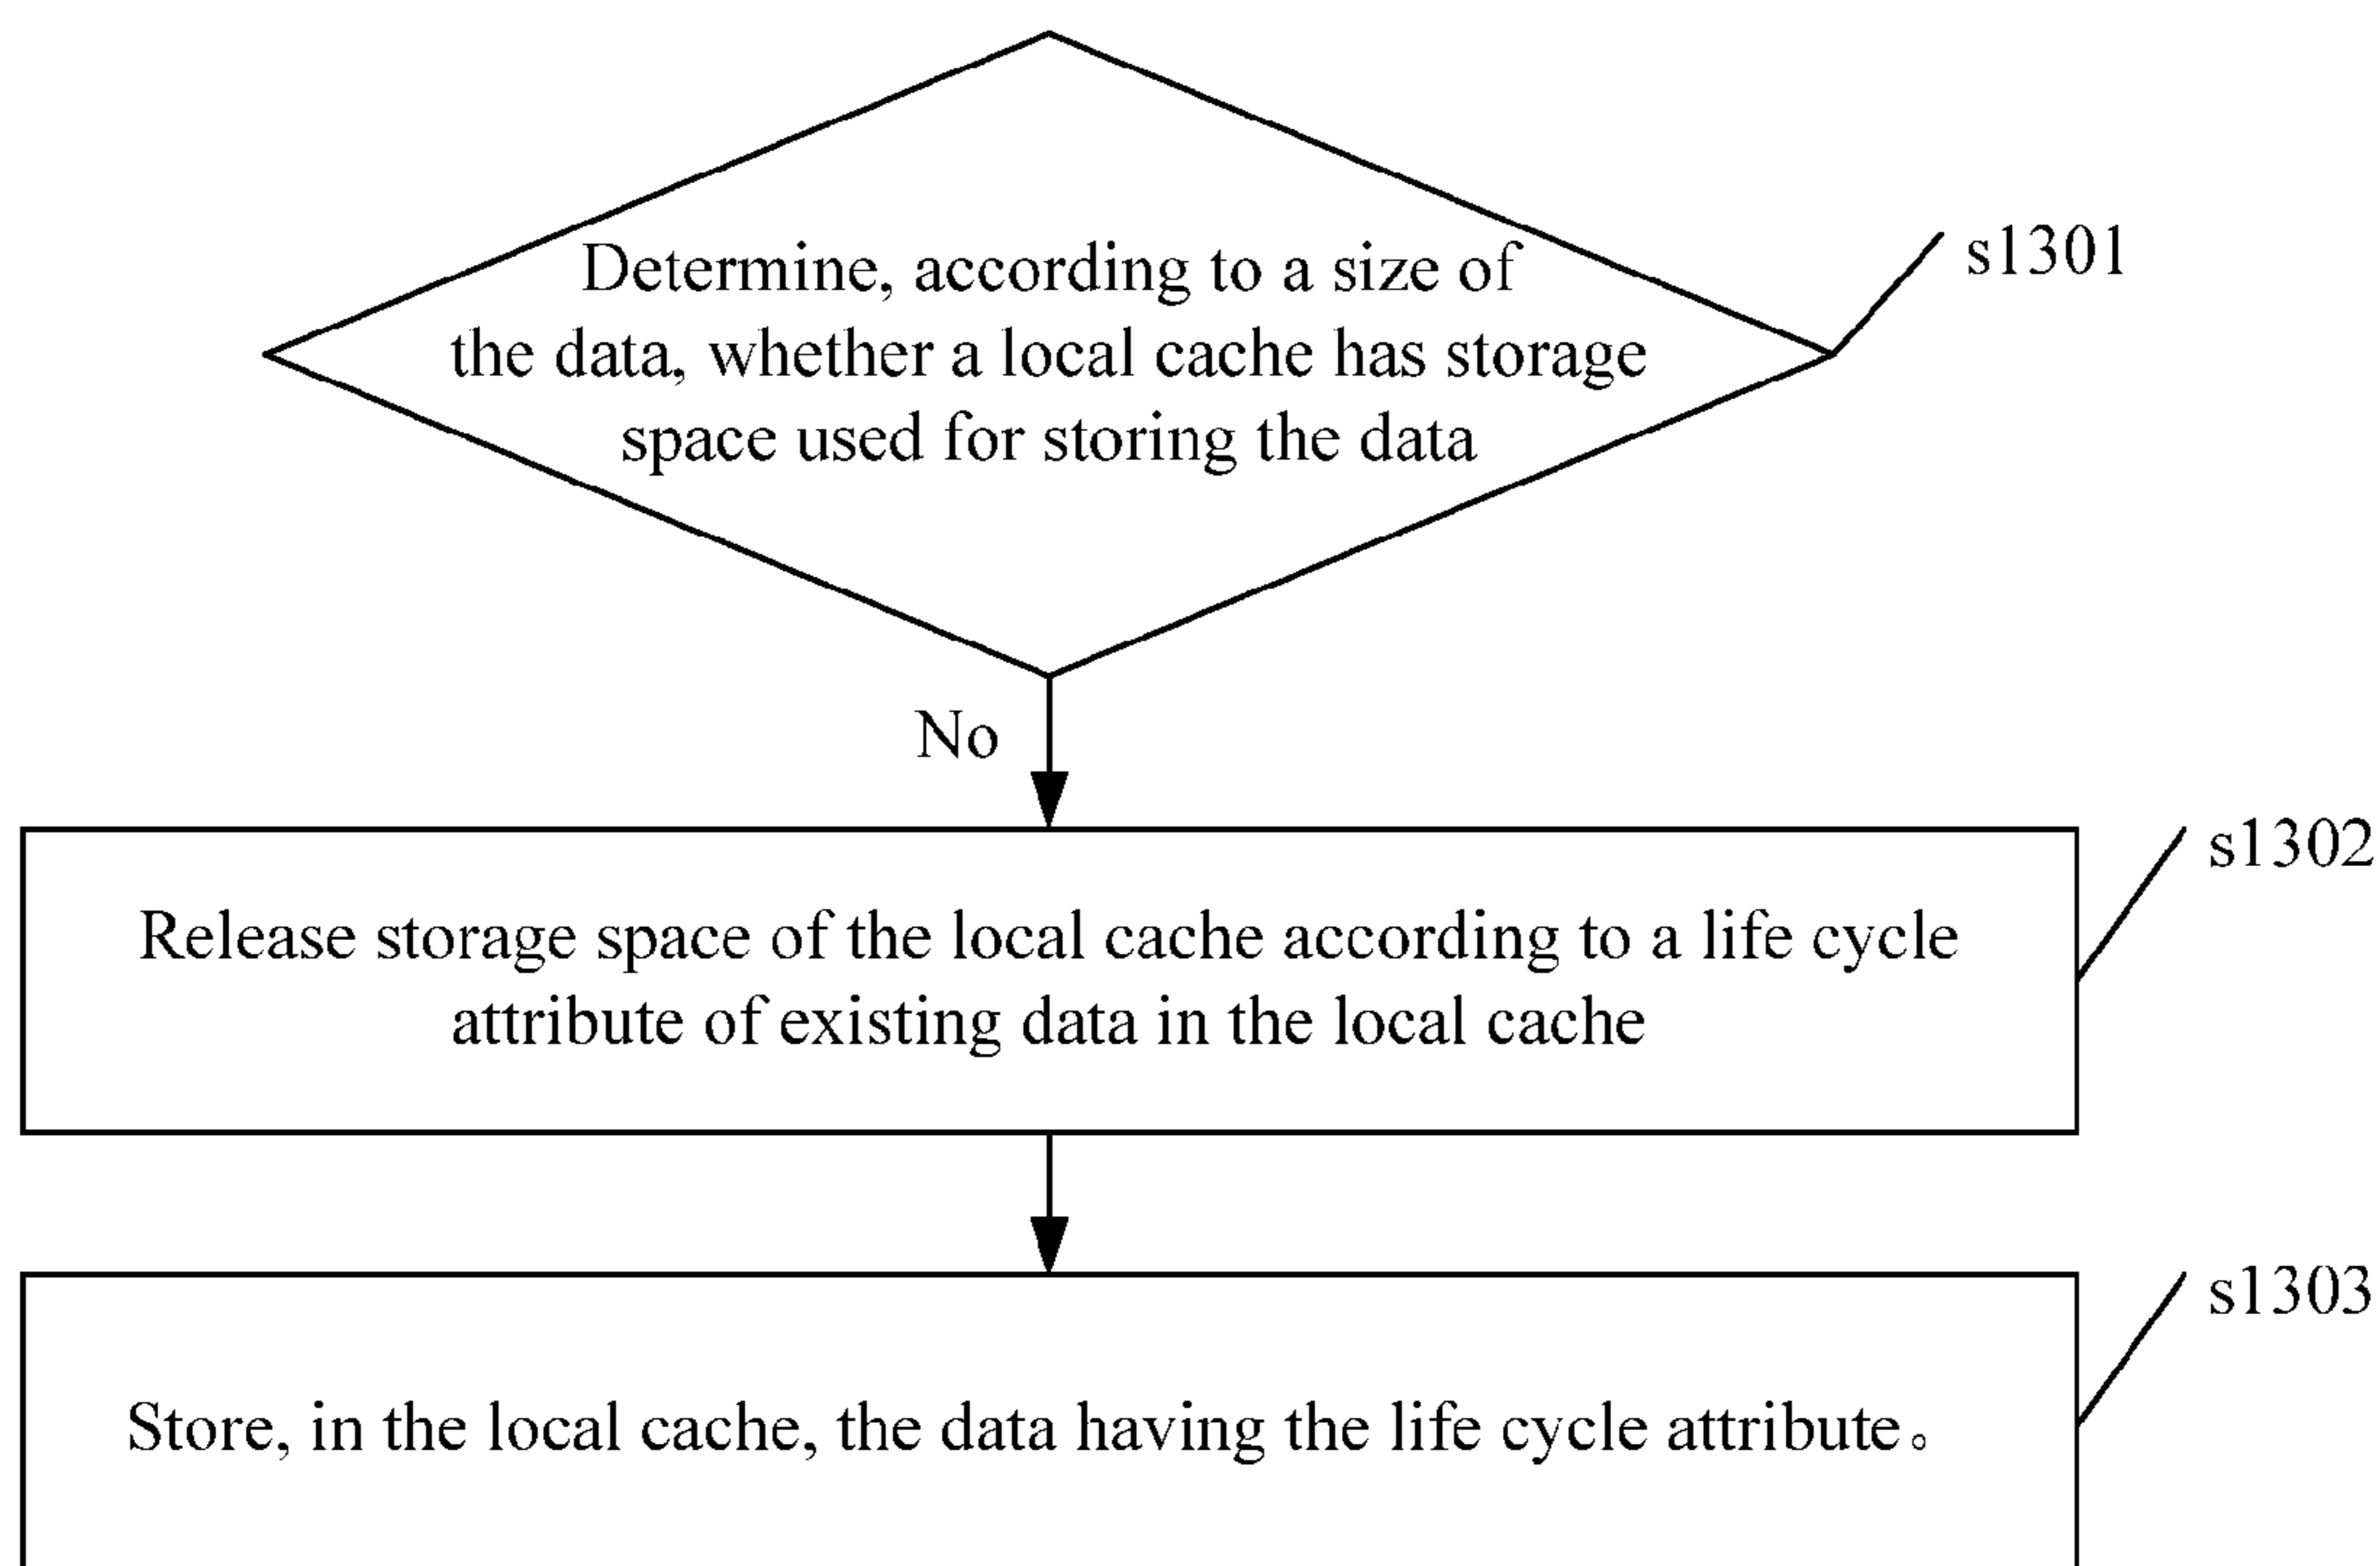 Determine, according to a size of
the data, whether a local cache has storage
space used for storing the data
s1301
No
s1302
Release storage space of the local cache according to a life cycle
attribute of existing data in the local cache
s1303
Store, in the local cache, the data having the life cycle attribute。